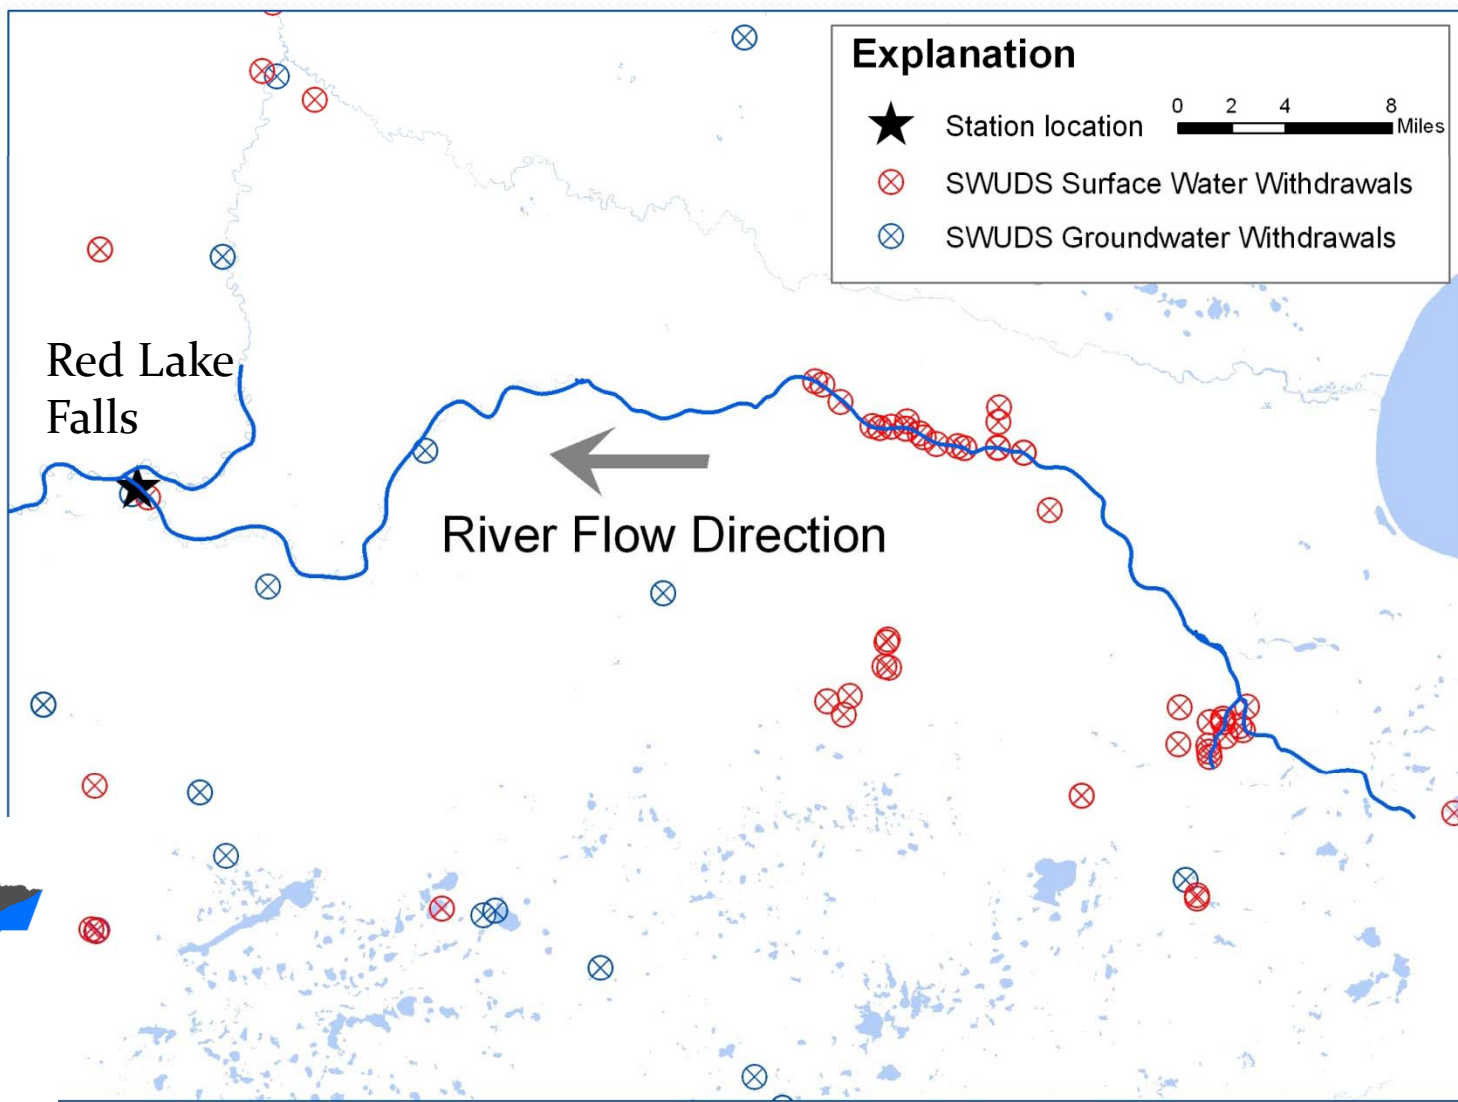 Explanation
Station location
0 2 4 8
Miles
SWUDS Surface Water Withdrawals
SWUDS Groundwater Withdrawals
Red Lake
Falls
River Flow Direction